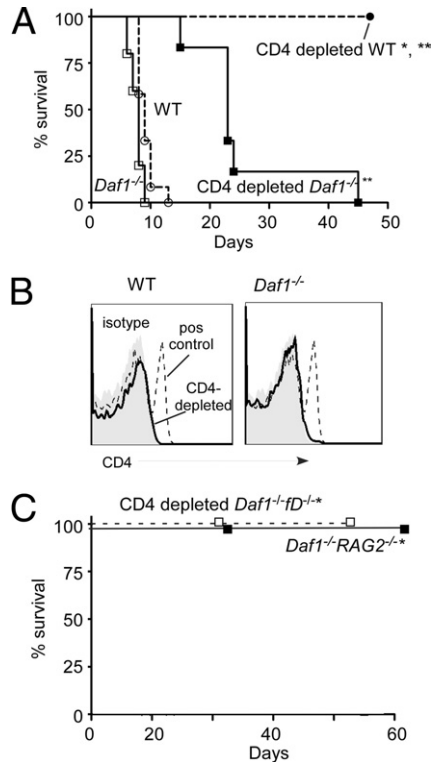 A
100
75
50
25
0
% survival
CD4 depleted WT *, **
WT
Daf1-/-
CD4 depleted Daf1-/- **
0 10 20 30 40 50
Days
B
WT
Daf1-/-
isotype
pos
control
CD4-
depleted
CD4
C
CD4 depleted Daf1-/-fD-/-*
Daf1-/-RAG2-/-*
100
75
50
25
0
% survival
0 20 40 60
Days